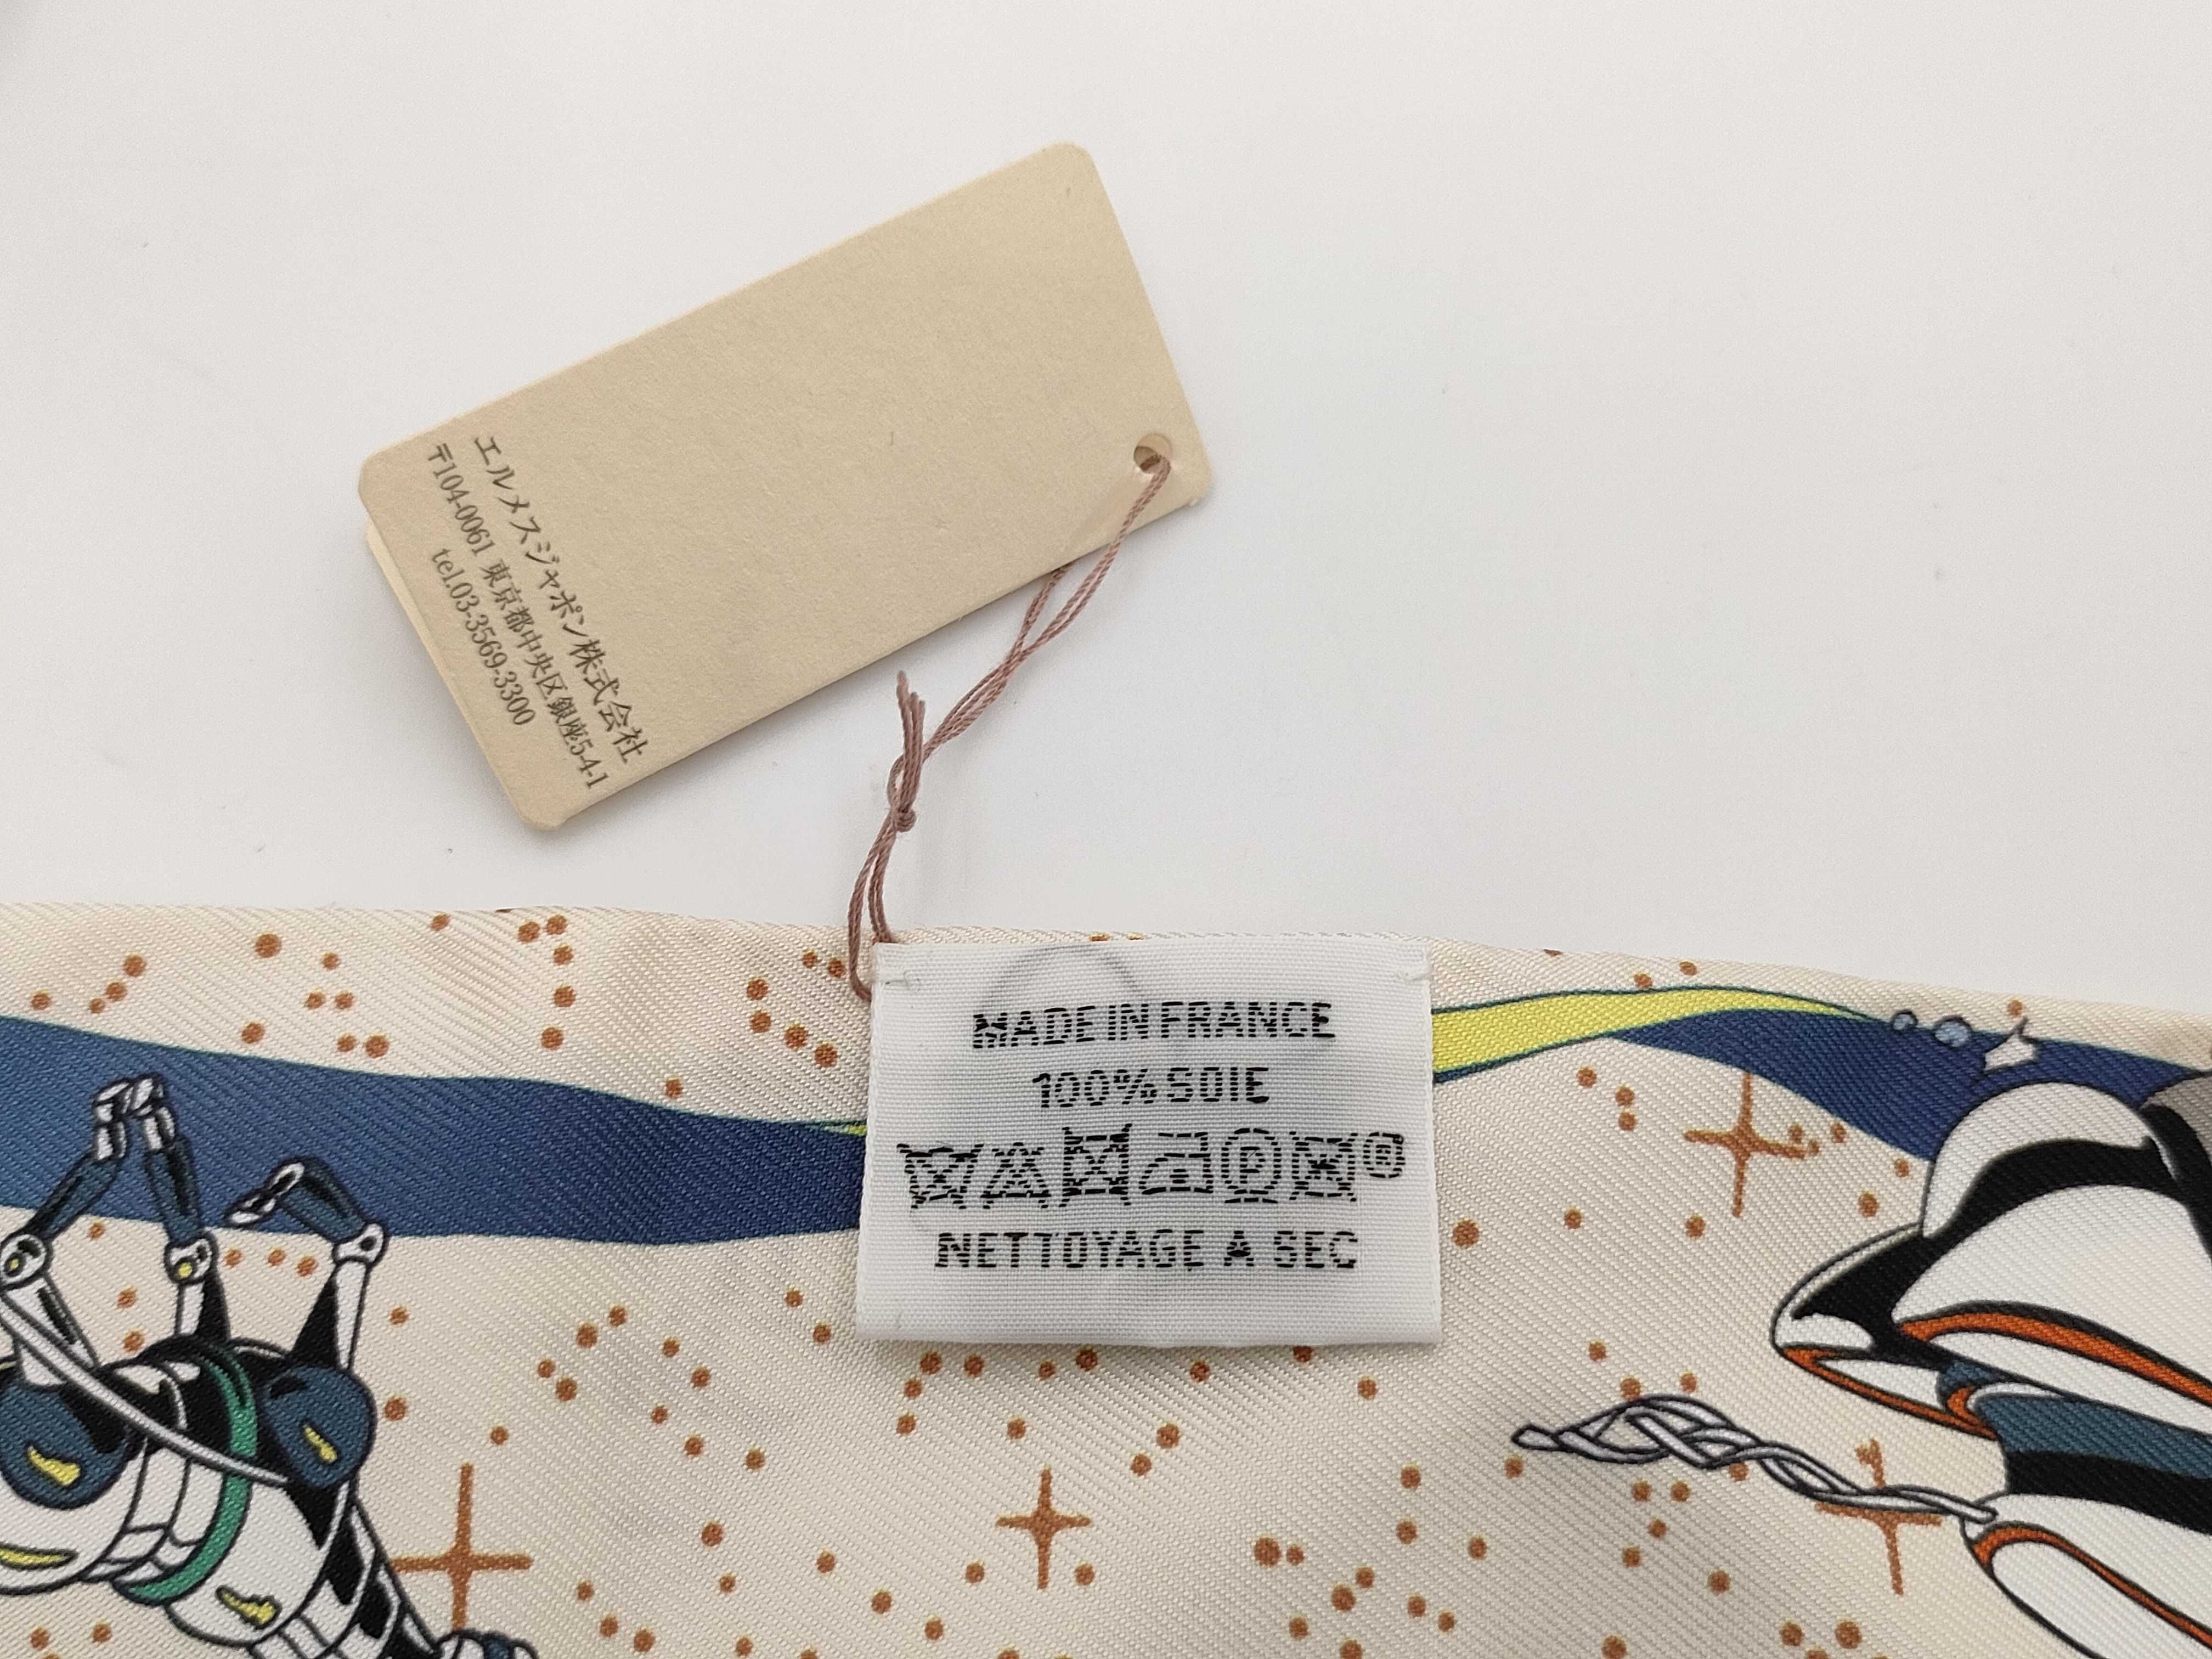 エルメスジャポン株式会社
〒104-0061 東京都中央区銀座5-4-1
tel.03-3569-3300
MADE IN FRANCE
100% SOIE
P
NETTOYAGE A SEC